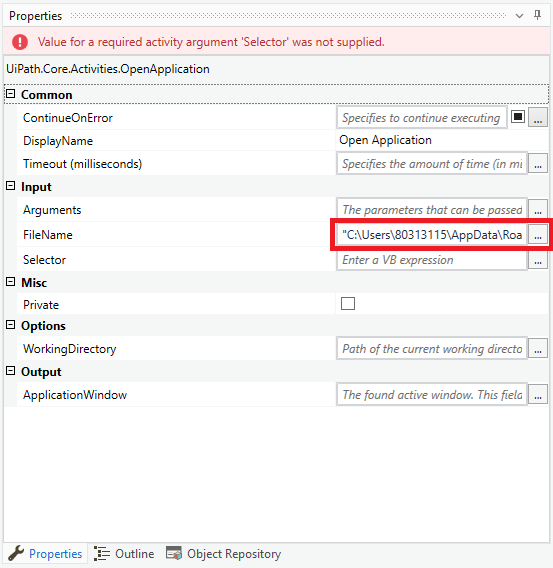 Properties
Value for a required activity argument 'Selector' was not supplied.
UiPath.Core.Activities.OpenApplication
Common
ContinueOnError Specifies to continue executing ...
DisplayName Open Application
Timeout (milliseconds) Specifies the amount of time (in mi ...
Input
Arguments The parameters that can be passed ...
FileName "C:\Users\80313115\AppData\Roa ...
Selector Enter a VB expression ...
Misc
Private
Options
WorkingDirectory Path of the current working directo ...
Output
ApplicationWindow The found active window. This field ...
Properties Outline Object Repository